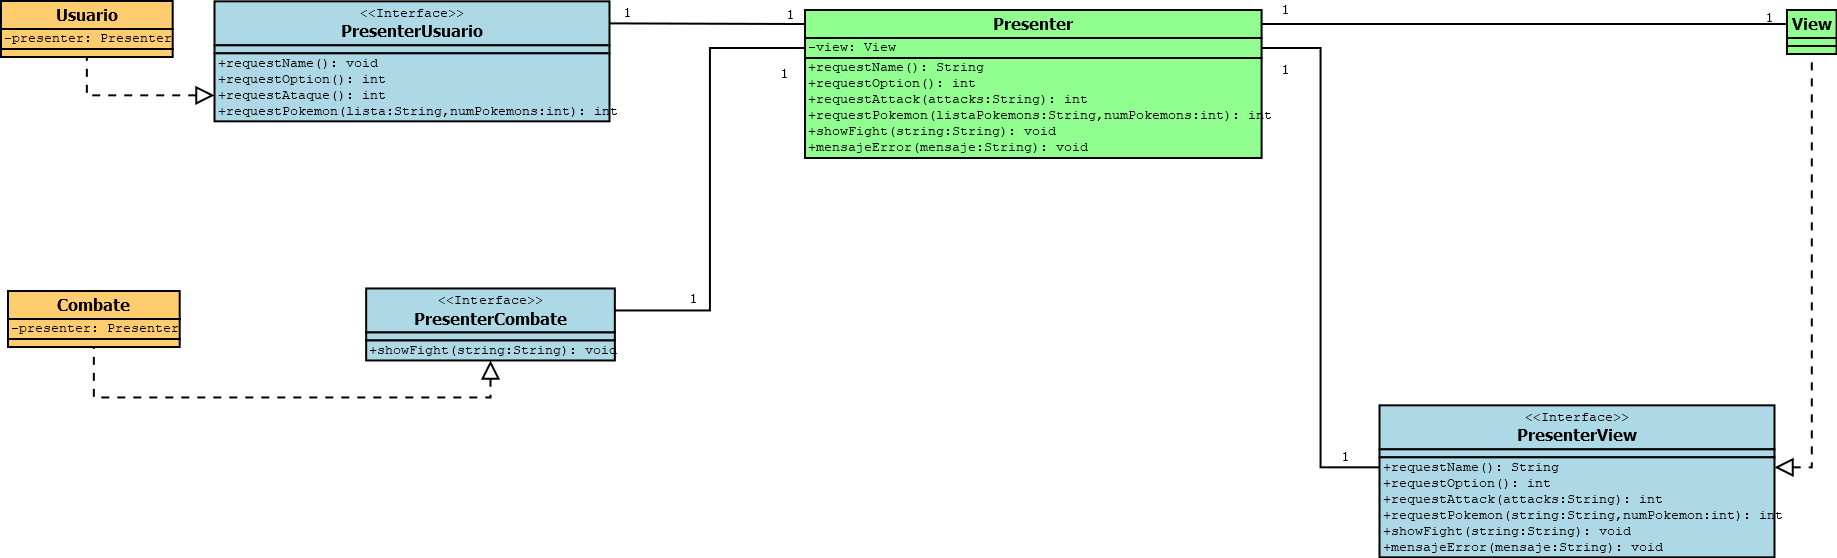 Usuario
-presenter: Presenter
<<Interface>>
PresenterUsuario
+requestName(): void
+requestOption(): int
+requestAtaque(): int
+requestPokemon(lista:String,numPokemons:int): int
1
1
Presenter
-view: View
+requestName(): String
+requestOption(): int
+requestAttack(attacks:String): int
+requestPokemon(listaPokemons:String,numPokemons:int): int
+showFight(string:String): void
+mensajeError(mensaje:String): void
1
1
View
1
1
Combate
-presenter: Presenter
<<Interface>>
PresenterCombate
+showFight(string:String): void
1
1
<<Interface>>
PresenterView
+requestName(): String
+requestOption(): int
+requestAttack(attacks:String): int
+requestPokemon(string:String,numPokemon:int): int
+showFight(string:String): void
+mensajeError(mensaje:String): void